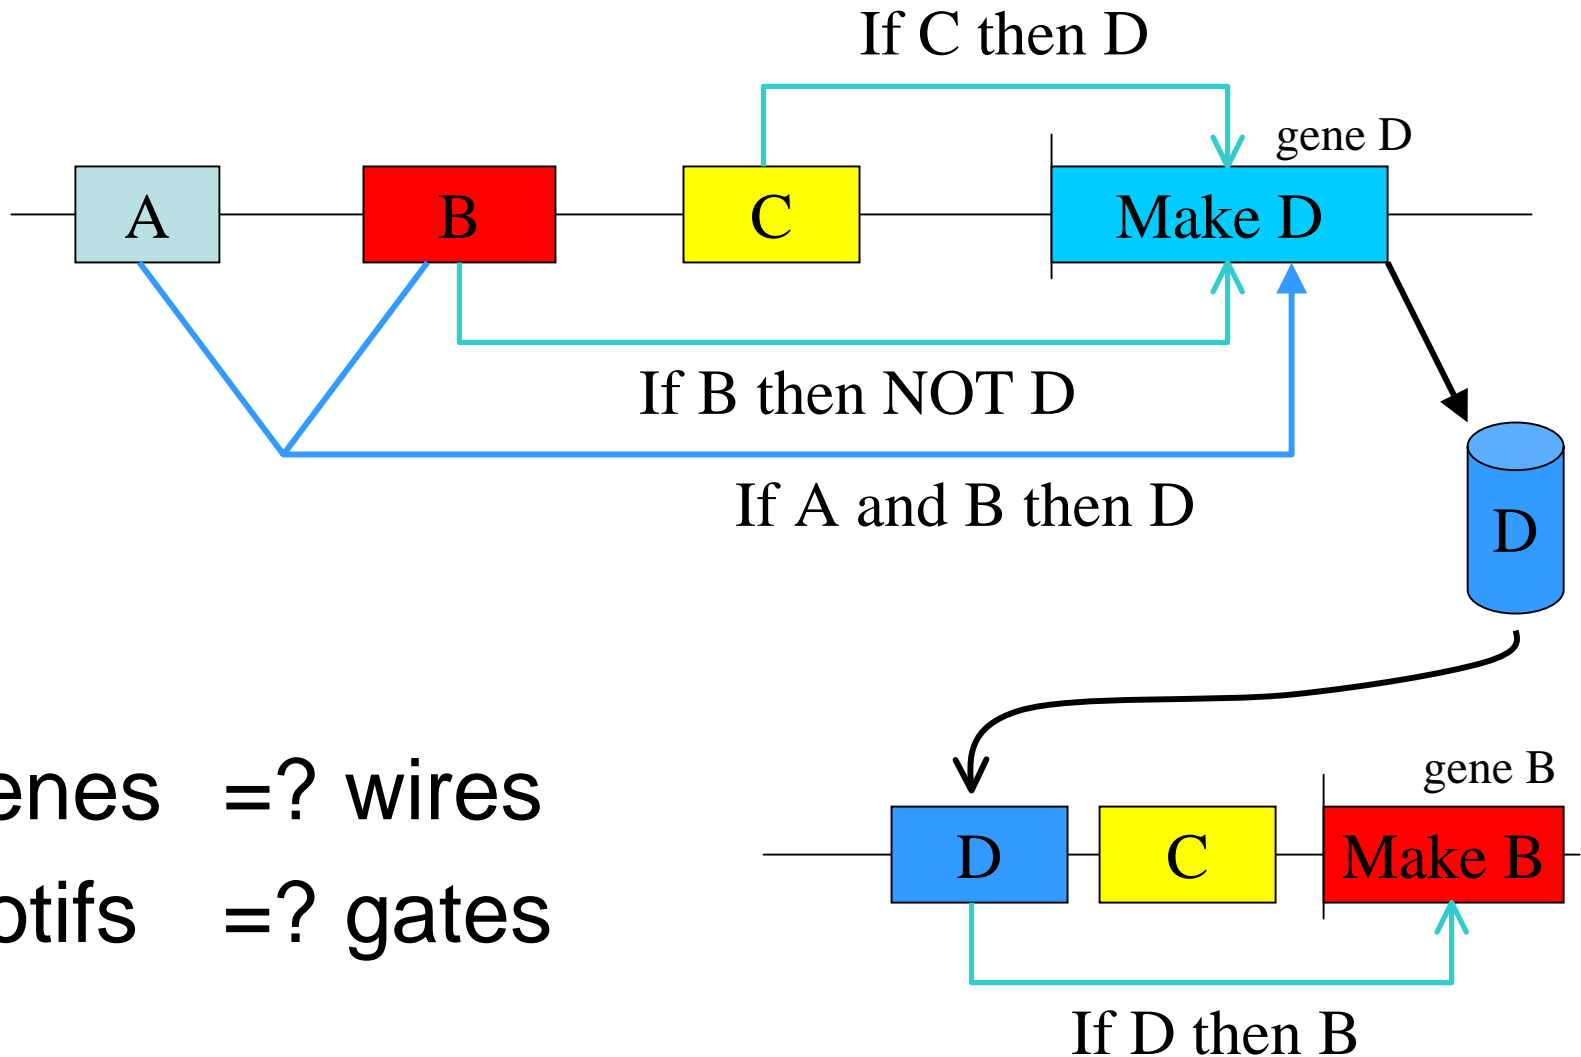 If C then D
gene D
A B C Make D
If B then NOT D
If A and B then D
D
enes =? wires
gene B
D C Make B
otifs =? gates
If D then B